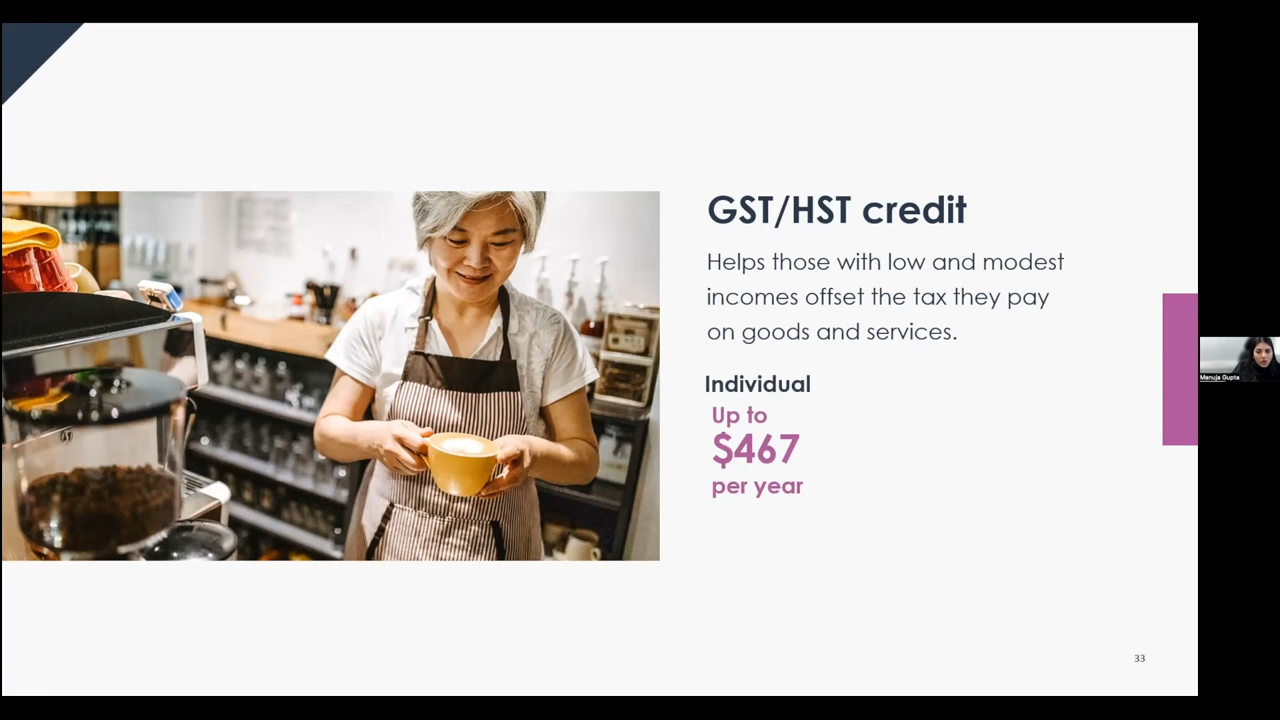 GST/HST credit
Helps those with low and modest
incomes offset the tax they pay
on goods and services.
Individual
Up to
$467
per year
Manuja Gupta
33